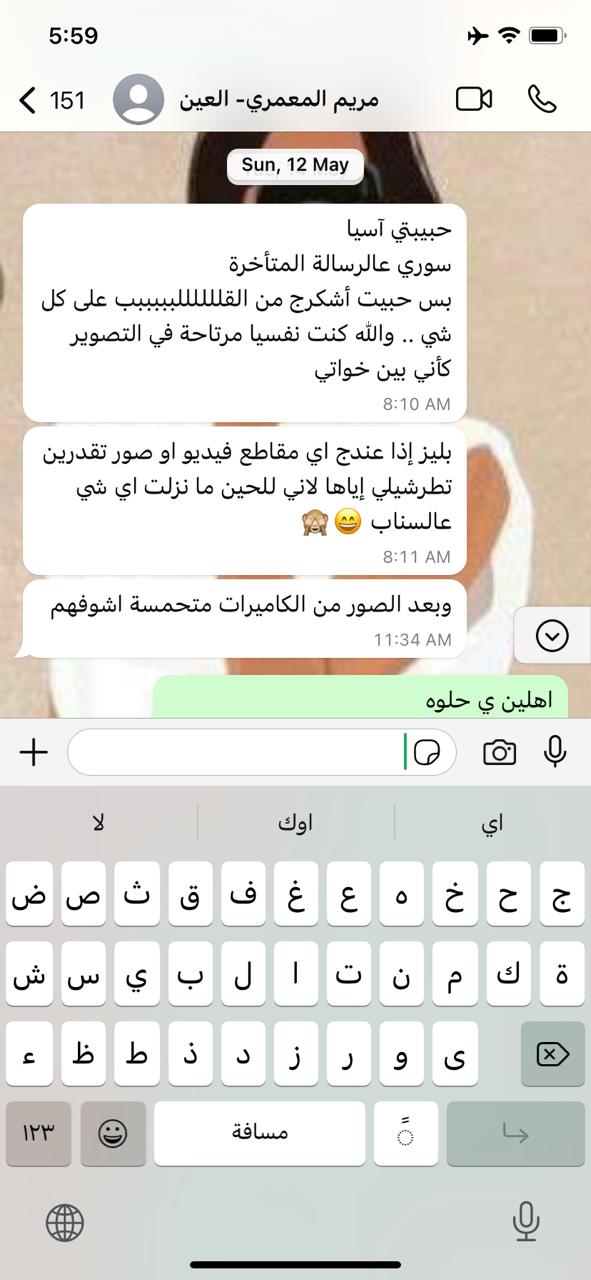 5:59
151
مريم المعمري- العين
Sun, 12 May
حبيبتي آسيا
سوري عالرسالة المتأخرة
بس حبيت أشكرج من القلللللللبببببب على كل
شي .. والله كنت نفسيا مرتاحة في التصوير
كأني بين خواتي
8:10 AM
بليز إذا عندج اي مقاطع فيديو او صور تقدرين
تطرشيلي إياها لاني للحين ما نزلت اي شي
عالسناب 😄 🙈
8:11 AM
وبعد الصور من الكاميرات متحمسة اشوفهم
11:34 AM
اهلين ي حلوه
اي اوك لا
ج ح خ ه ع غ ف ق ث ص ض
ة ك م ن ت ا ل ب ي س ش
ى و ر ز د ذ ط ظ ء
مسافة ١٢٣